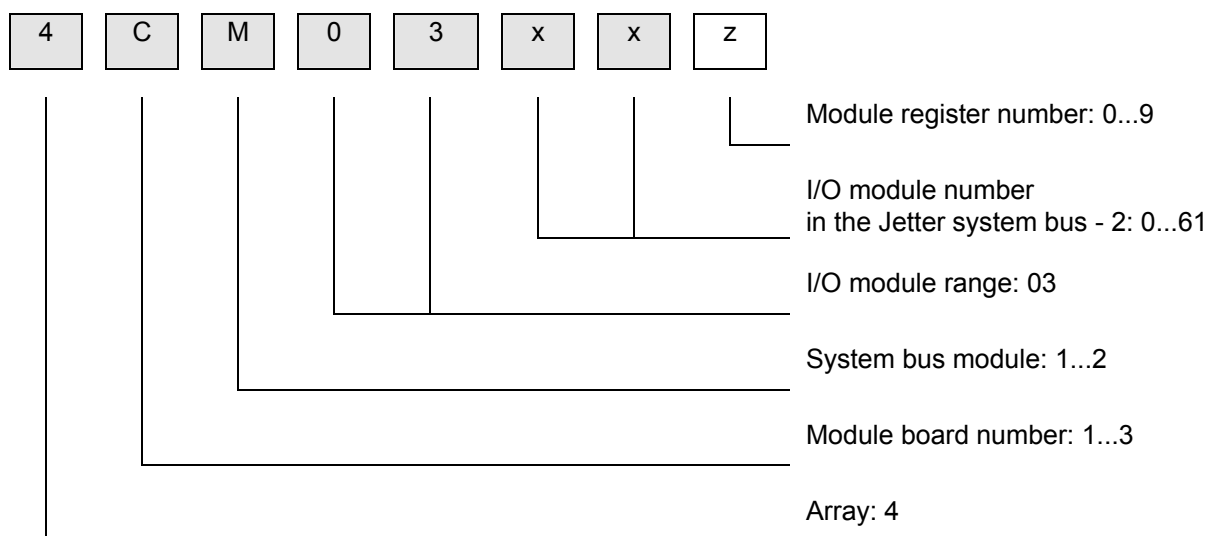 4 C M 0 3 x x z
Module register number: 0...9
I/O module number
in the Jetter system bus - 2: 0...61
I/O module range: 03
System bus module: 1...2
Module board number: 1...3
Array: 4